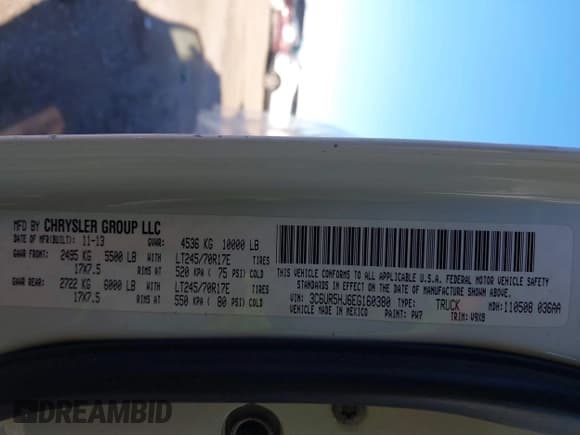 MFD BY CHRYSLER GROUP LLC
DATE OF MFR(BUILT): 11-13 GVWR: 4536 KG 10000 LB
GAWR FRONT: 2495 KG 5500 LB LT245/70R17E TIRES
17X7.5 RIMS AT 520 KPA ( 75 PSI) COLD
GAWR REAR: 2722 KG 6000 LB LT245/70R17E TIRES
17X7.5 RIMS AT 550 KPA ( 80 PSI) COLD
THIS VEHICLE CONFORMS TO ALL APPLICABLE U.S.A. FEDERAL MOTOR VEHICLE SAFETY
STANDARDS IN EFFECT ON THE DATE OF MANUFACTURE SHOWN ABOVE.
VIN: 3C6UR5HJGEG160380 TYPE: TRUCK MDH: 110508 036AA
VEHICLE MADE IN MEXICO PAINT: PW7 TRIM: V9X8
DREAMBID